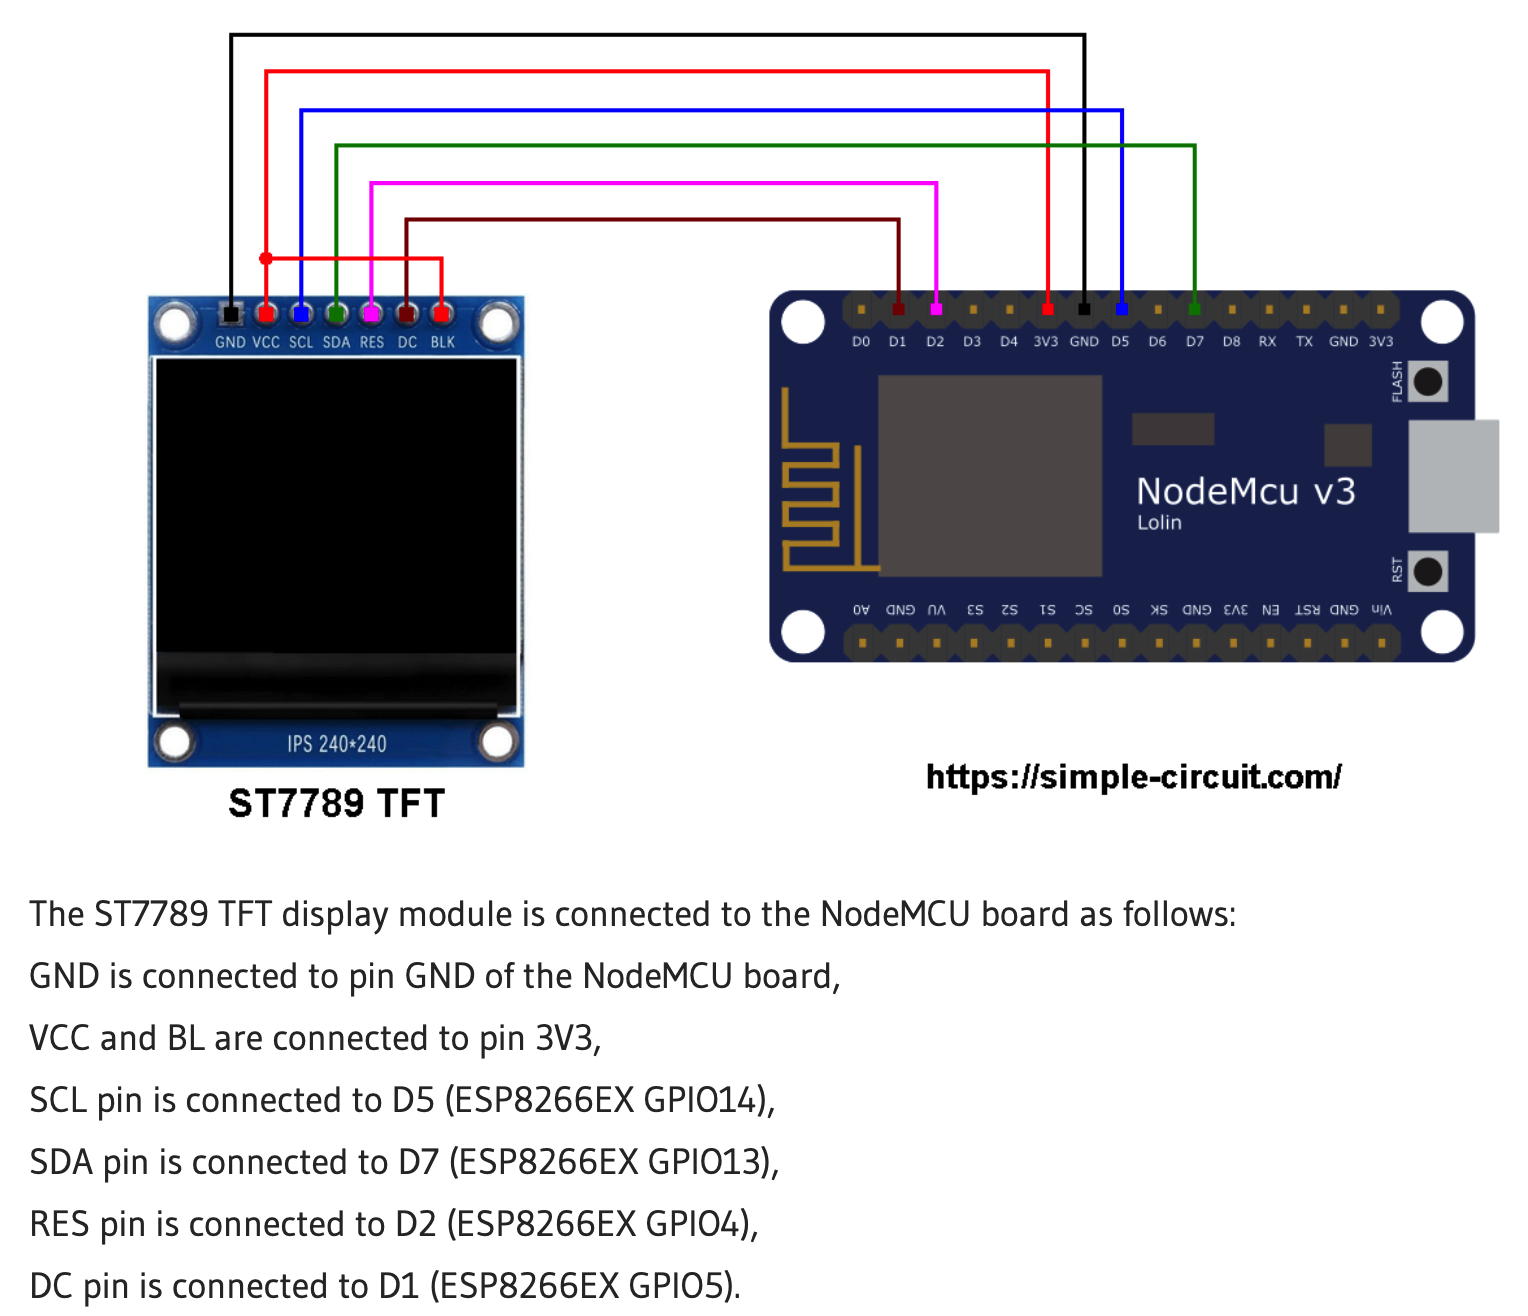 GND VCC SCL SDA RES DC BLK
IPS 240*240
ST7789 TFT
D0 D1 D2 D3 D4 3V3 GND D5 D6 D7 D8 RX TX GND 3V3
FLASH
NodeMcu v3
Lolin
RST
A0 GND VU S3 S2 S1 SC S0 SK GND 3V3 EN RST GND Vin
https://simple-circuit.com/
The ST7789 TFT display module is connected to the NodeMCU board as follows:
GND is connected to pin GND of the NodeMCU board,
VCC and BL are connected to pin 3V3,
SCL pin is connected to D5 (ESP8266EX GPIO14),
SDA pin is connected to D7 (ESP8266EX GPIO13),
RES pin is connected to D2 (ESP8266EX GPIO4),
DC pin is connected to D1 (ESP8266EX GPIO5).